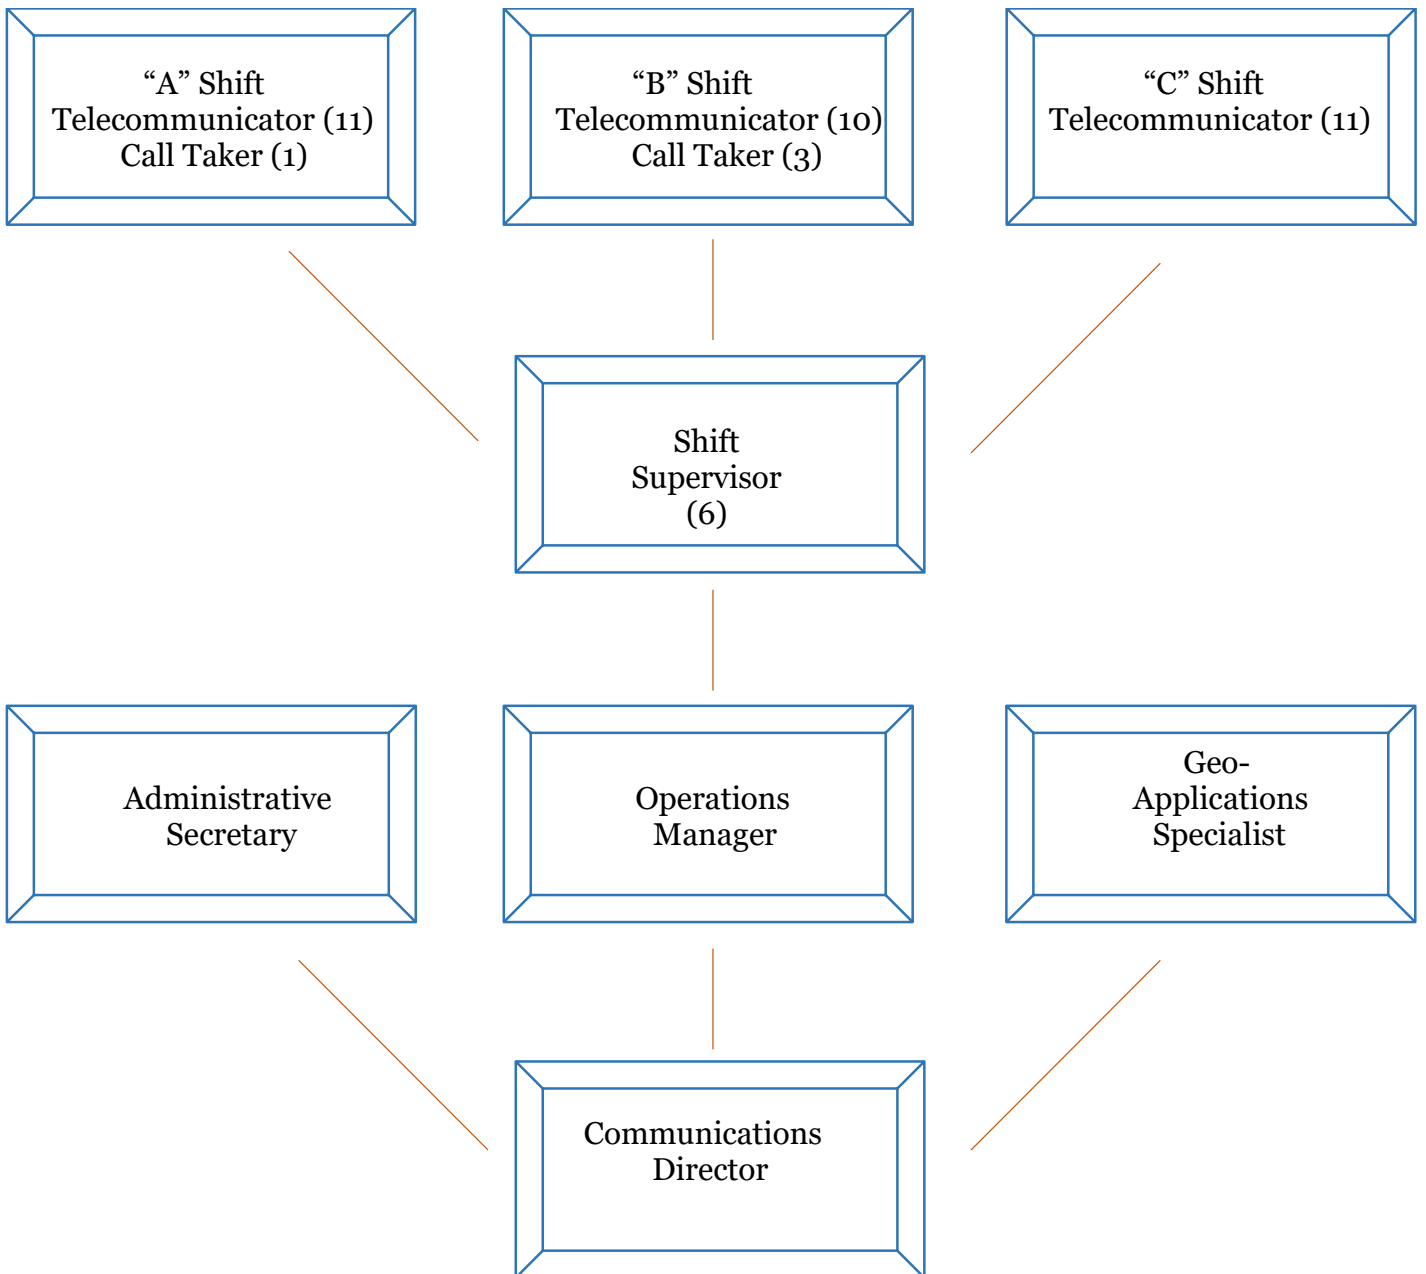 “A” Shift
Telecommunicator (11)
Call Taker (1)
“B” Shift
Telecommunicator (10)
Call Taker (3)
“C” Shift
Telecommunicator (11)
Shift
Supervisor
(6)
Administrative
Secretary
Operations
Manager
Geo-
Applications
Specialist
Communications
Director